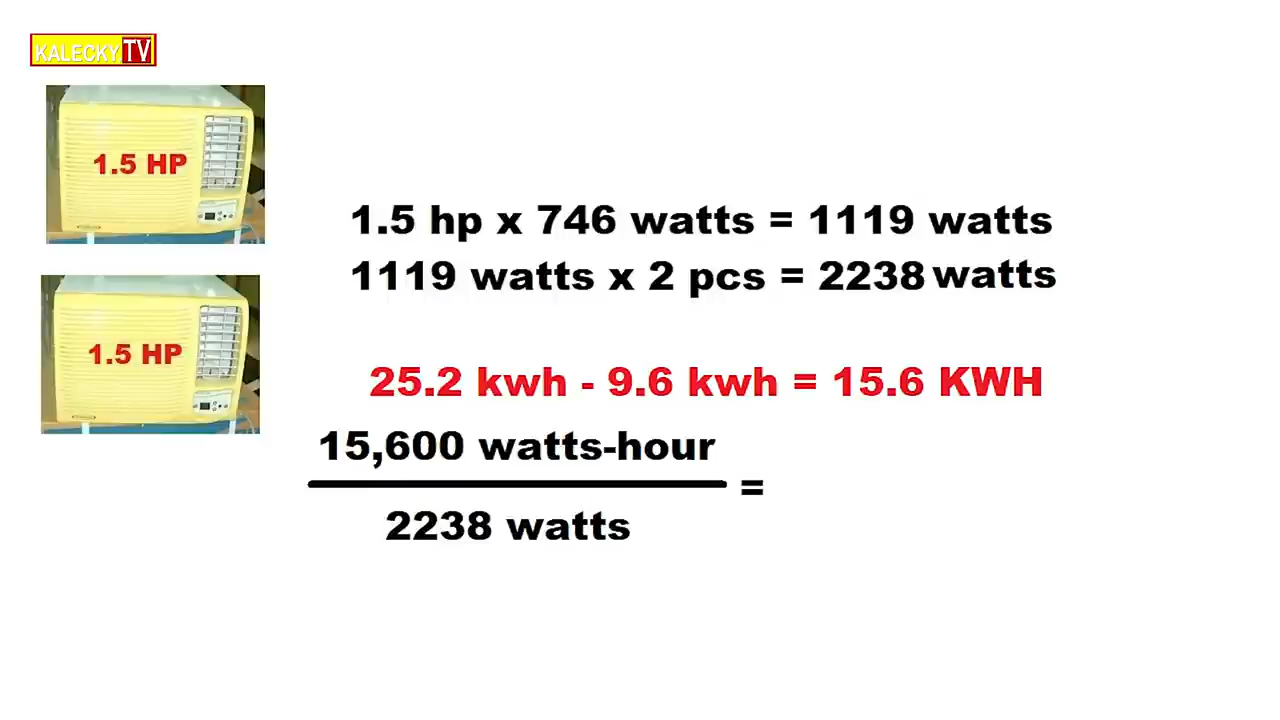 KALECKY TV
1.5 HP
1.5 hp x 746 watts = 1119 watts
1119 watts x 2 pcs = 2238 watts
1.5 HP
25.2 kwh - 9.6 kwh = 15.6 KWH
15,600 watts-hour
=
2238 watts